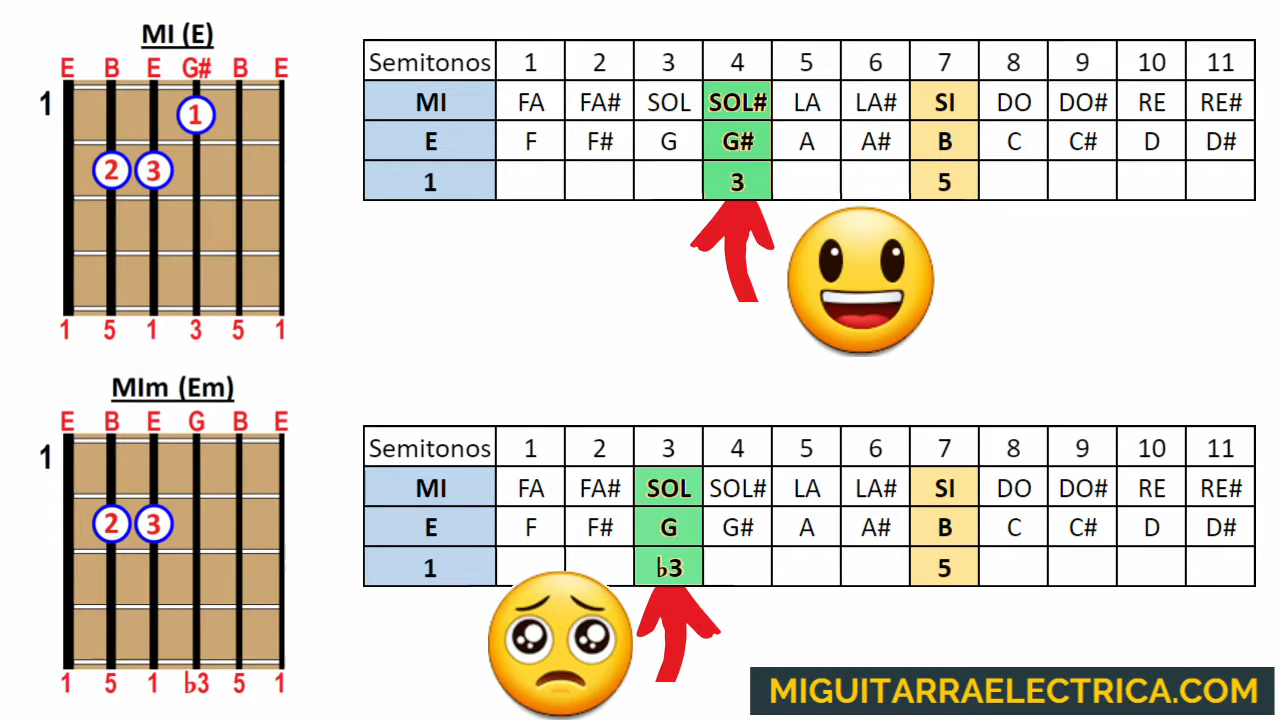 MI (E)
E B E G# B E
1
1
2 3
1 5 1 3 5 1
Semitonos 1 2 3 4 5 6 7 8 9 10 11
MI FA FA# SOL SOL# LA LA# SI DO DO# RE RE#
E F F# G G# A A# B C C# D D#
1 3 5
MIm (Em)
E B E G B E
1
2 3
1 5 1 ♭3 5 1
Semitonos 1 2 3 4 5 6 7 8 9 10 11
MI FA FA# SOL SOL# LA LA# SI DO DO# RE RE#
E F F# G G# A A# B C C# D D#
1 ♭3 5
MIGUITARRAELECTRICA.COM